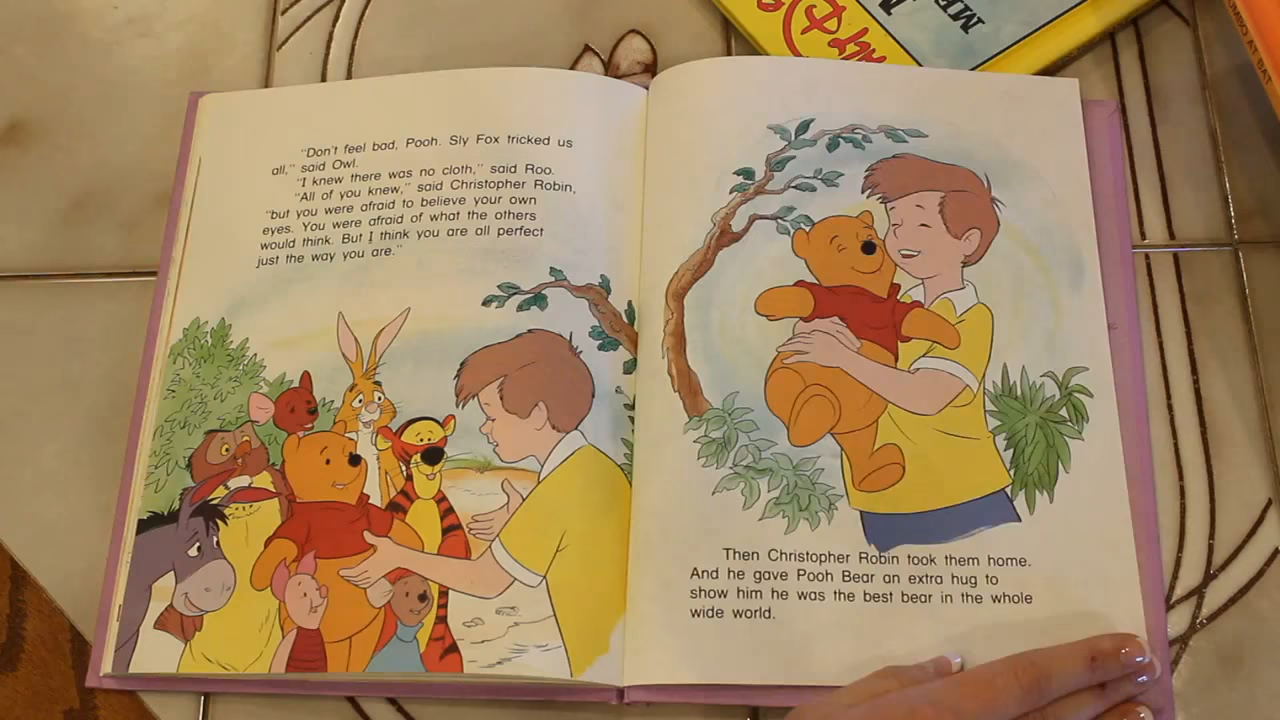 "Don't feel bad, Pooh. Sly Fox tricked us
all," said Owl.
"I knew there was no cloth," said Roo.
"All of you knew," said Christopher Robin,
"but you were afraid to believe your own
eyes. You were afraid of what the others
would think. But I think you are all perfect
just the way you are."
Then Christopher Robin took them home.
And he gave Pooh Bear an extra hug to
show him he was the best bear in the whole
wide world.
AT BAT